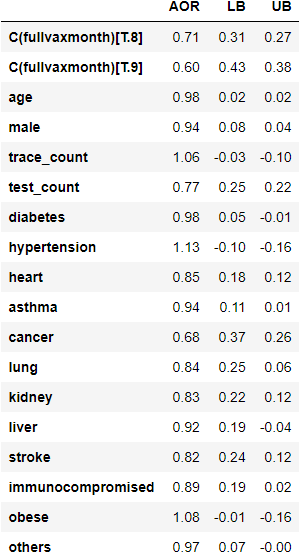 AOR LB UB
C(fullvaxmonth)[T.8] 0.71 0.31 0.27
C(fullvaxmonth)[T.9] 0.60 0.43 0.38
age 0.98 0.02 0.02
male 0.94 0.08 0.04
trace_count 1.06 -0.03 -0.10
test_count 0.77 0.25 0.22
diabetes 0.98 0.05 -0.01
hypertension 1.13 -0.10 -0.16
heart 0.85 0.18 0.12
asthma 0.94 0.11 0.01
cancer 0.68 0.37 0.26
lung 0.84 0.25 0.06
kidney 0.83 0.22 0.12
liver 0.92 0.19 -0.04
stroke 0.82 0.24 0.12
immunocompromised 0.89 0.19 0.02
obese 1.08 -0.01 -0.16
others 0.97 0.07 -0.00